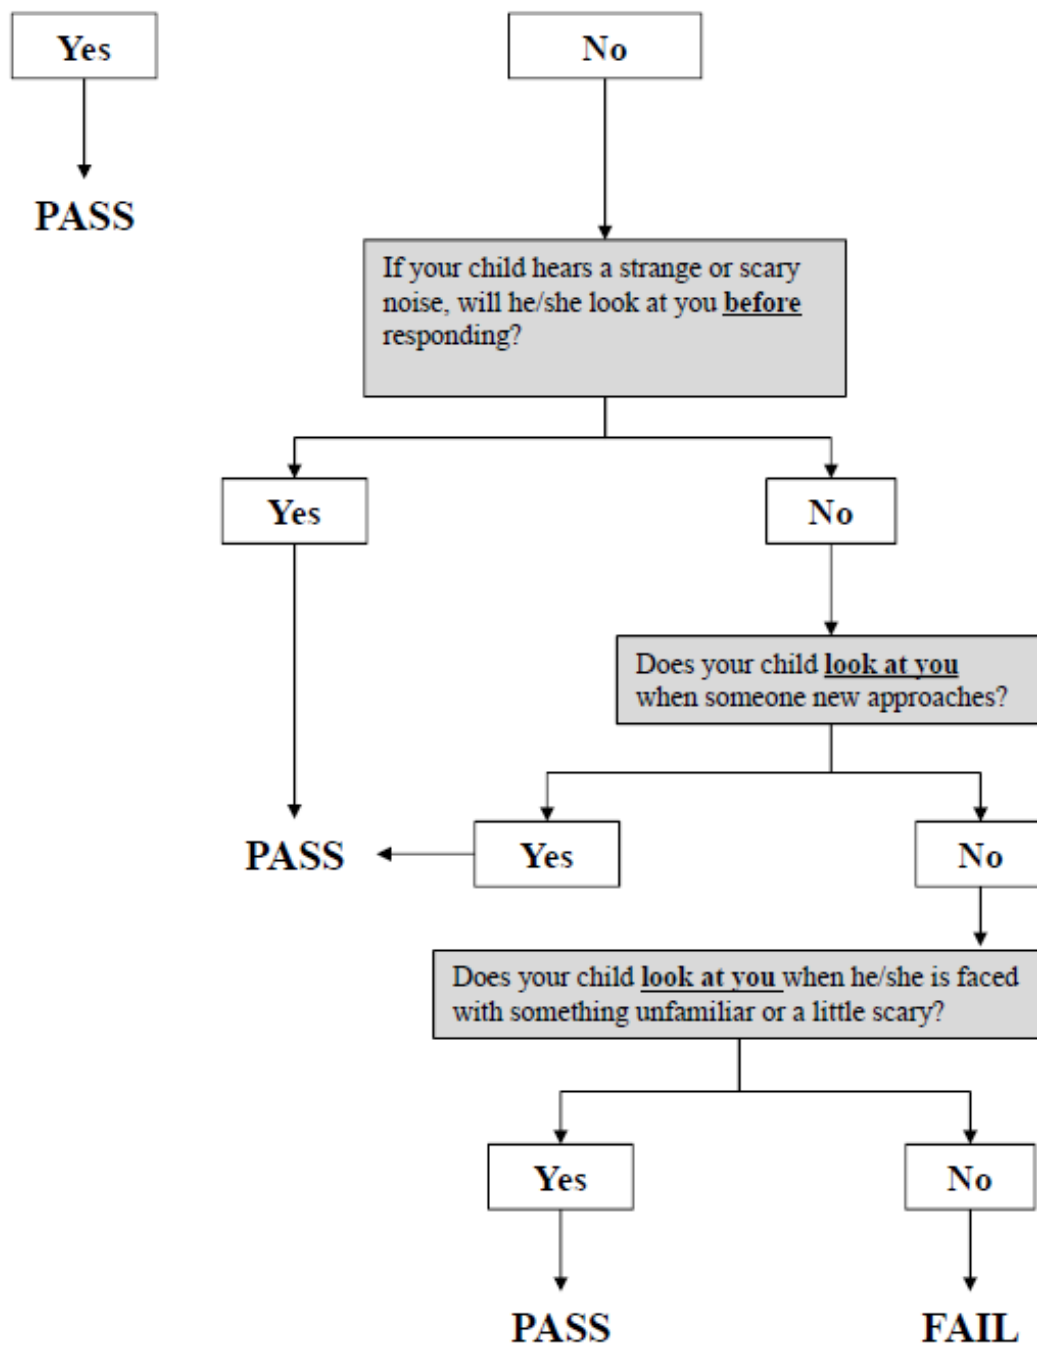 Yes
No
PASS
If your child hears a strange or scary
noise, will he/she look at you before
responding?
Yes
No
Does your child look at you
when someone new approaches?
PASS
Yes
No
Does your child look at you when he/she is faced
with something unfamiliar or a little scary?
Yes
No
PASS
FAIL